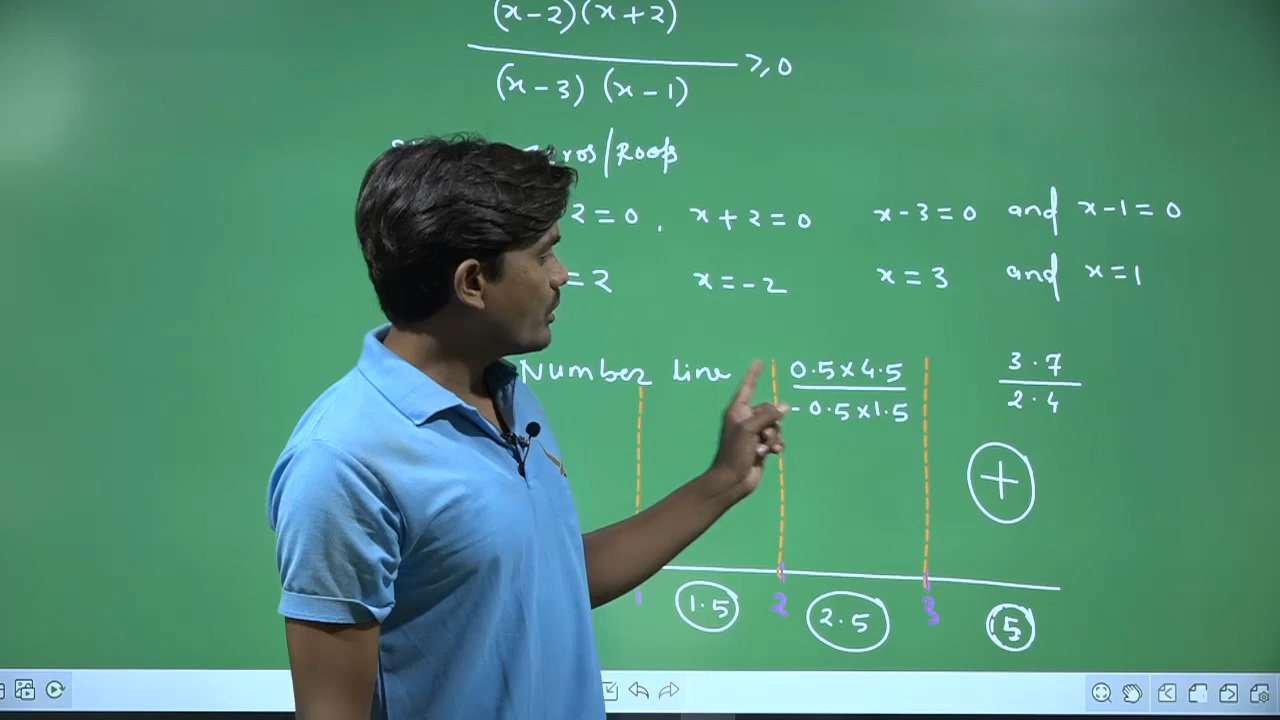 (x-2)(x+2)
(x-3) (x-1) ≥0
/Roots
2=0, x+2=0 x-3=0 and x-1=0
=2 x=-2 x=3 and x=1
Number line 0.5×4.5 3.7
-0.5×1.5 2.4
+
1 1.5 2 2.5 3 5